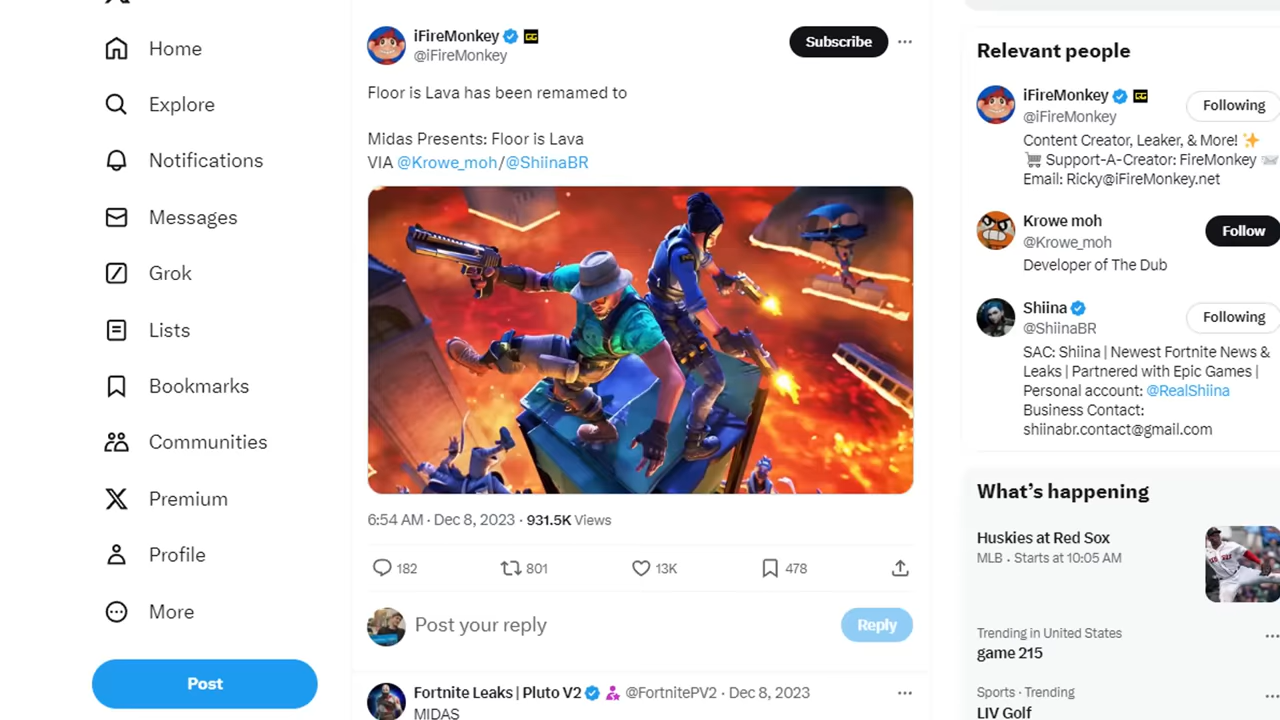 Home
Explore
Notifications
Messages
Grok
Lists
Bookmarks
Communities
Premium
Profile
More
Post
iFireMonkey
@iFireMonkey
Subscribe
Floor is Lava has been remamed to
Midas Presents: Floor is Lava
VIA @Krowe_moh/@ShiinaBR
6:54 AM · Dec 8, 2023 · 931.5K Views
182
801
13K
478
Post your reply
Reply
Fortnite Leaks | Pluto V2 @FortnitePV2 · Dec 8, 2023
MIDAS
Relevant people
iFireMonkey
@iFireMonkey
Following
Content Creator, Leaker, & More! ✨
🛒 Support-A-Creator: FireMonkey 📨
Email: Ricky@iFireMonkey.net
Krowe moh
@Krowe_moh
Follow
Developer of The Dub
Shiina
@ShiinaBR
Following
SAC: Shiina | Newest Fortnite News &
Leaks | Partnered with Epic Games |
Personal account: @RealShiina
Business Contact:
shiinabr.contact@gmail.com
What's happening
Huskies at Red Sox
MLB · Starts at 10:05 AM
Trending in United States
game 215
Sports · Trending
LIV Golf